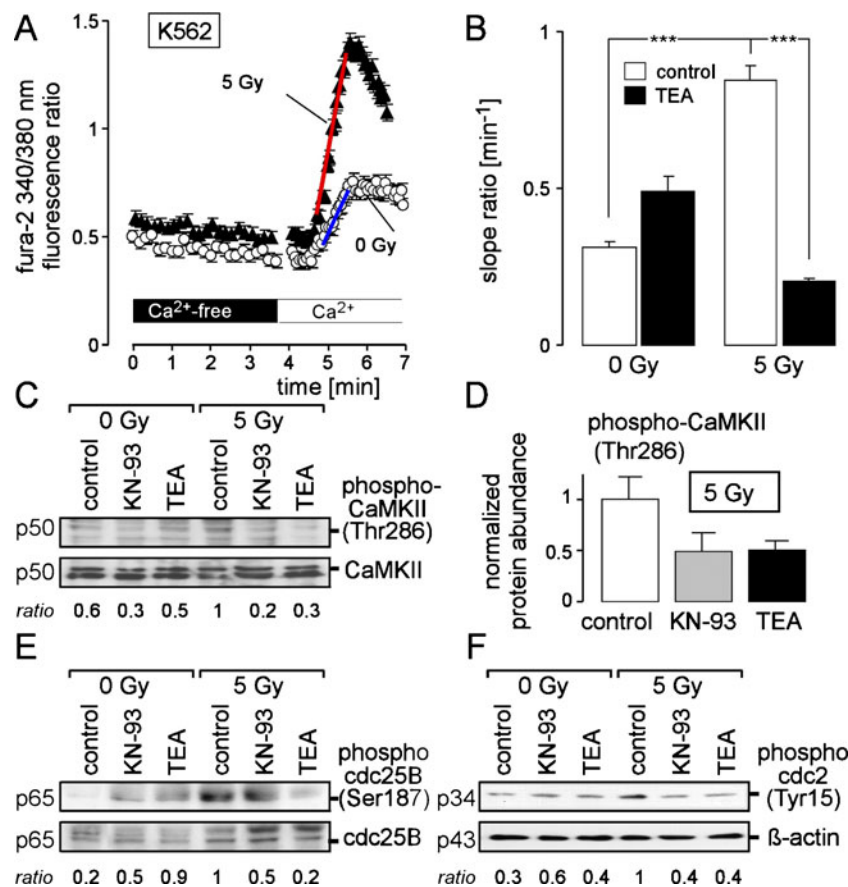 A
K562
fura-2 340/380 nm
fluorescence ratio
1.5
1
0.5
0
5 Gy
0 Gy
Ca²⁺-free
Ca²⁺
0 1 2 3 4 5 6 7
time [min]
B
slope ratio [min⁻¹]
1
0.5
0
***
***
control
TEA
0 Gy
5 Gy
C
0 Gy
5 Gy
control
KN-93
TEA
control
KN-93
TEA
phospho-
CaMKII
(Thr286)
p50
p50
CaMKII
ratio 0.6 0.3 0.5 1 0.2 0.3
D
phospho-CaMKII
(Thr286)
5 Gy
normalized
protein abundance
1
0.5
0
control
KN-93
TEA
E
0 Gy
5 Gy
control
KN-93
TEA
control
KN-93
TEA
phospho
cdc25B
(Ser187)
p65
p65
cdc25B
ratio 0.2 0.5 0.9 1 0.5 0.2
F
0 Gy
5 Gy
control
KN-93
TEA
control
KN-93
TEA
phospho
cdc2
(Tyr15)
p34
p43
ß-actin
ratio 0.3 0.6 0.4 1 0.4 0.4